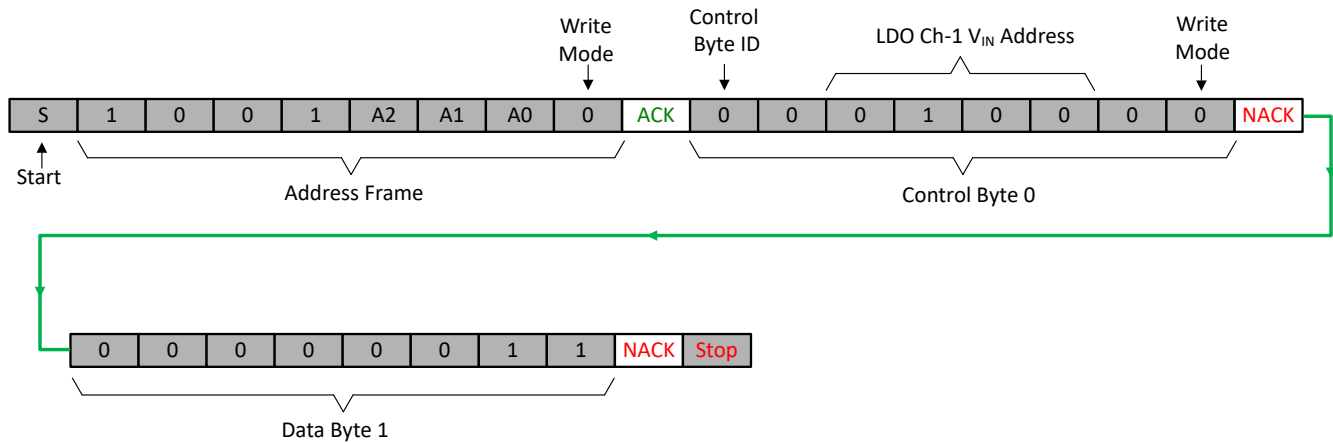 Write
Mode
Control
Byte ID
LDO Ch-1 VIN Address
Write
Mode
S 1 0 0 1 A2 A1 A0 0 ACK 0 0 0 1 0 0 0 0 NACK
Start
Address Frame
Control Byte 0
0 0 0 0 0 0 1 1 NACK Stop
Data Byte 1